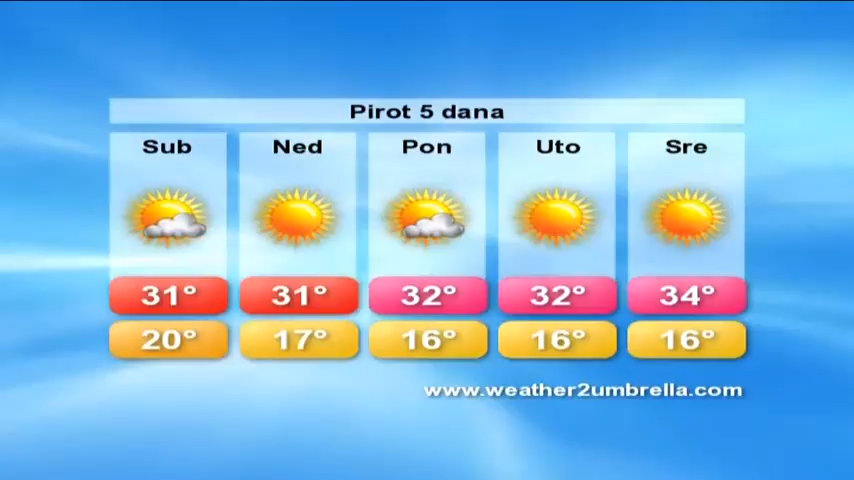 Pirot 5 dana
Sub Ned Pon Uto Sre
31° 31° 32° 32° 34°
20° 17° 16° 16° 16°
www.weather2umbrella.com